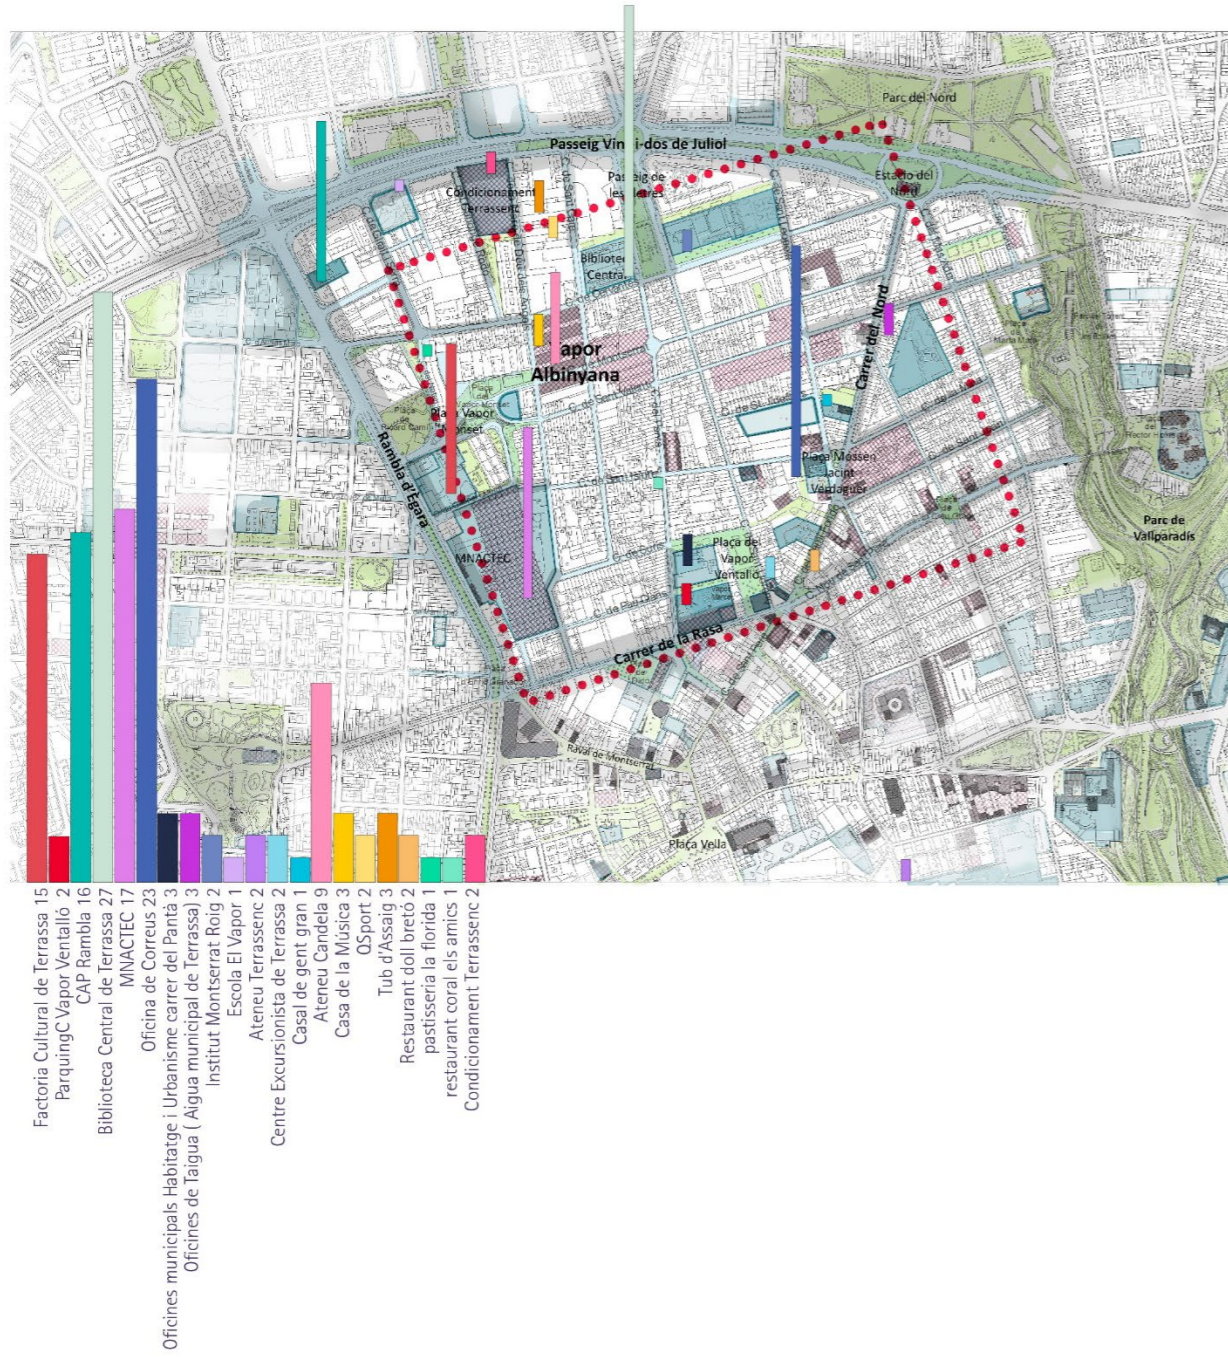 Parc del Nord
Passeig Vint-i-dos de Juliol
Estació del
Nord
Condicionament
Terrassenc
Passeig de
les lletres
Biblioteca
Central
Carrer del Nord
Vapor
Albinyana
Rambla d'Ègara
MNACTEC
Plaça Mossèn
Jacint
Verdaguer
Plaça del
Vapor
Ventalló
Parc de
Vallparadís
Carrer de la Rasa
Raval de Montserrat
Plaça Vella
Factoria Cultural de Terrassa 15
ParquingC Vapor Ventalló 2
CAP Rambla 16
Biblioteca Central de Terrassa 27
MNACTEC 17
Oficina de Correus 23
Oficines municipals Habitatge i Urbanisme carrer del Pantà 3
Oficines de Taigua ( Aigua municipal de Terrassa) 3
Institut Montserrat Roig 2
Escola El Vapor 1
Ateneu Terrassenc 2
Centre Excursionista de Terrassa 2
Casal de gent gran 1
Ateneu Candela 9
Casa de la Música 3
QSport 2
Tub d'Assaig 3
Restaurant doll bretó 2
pastisseria la florida 1
restaurant coral els amics 1
Condicionament Terrassenc 2